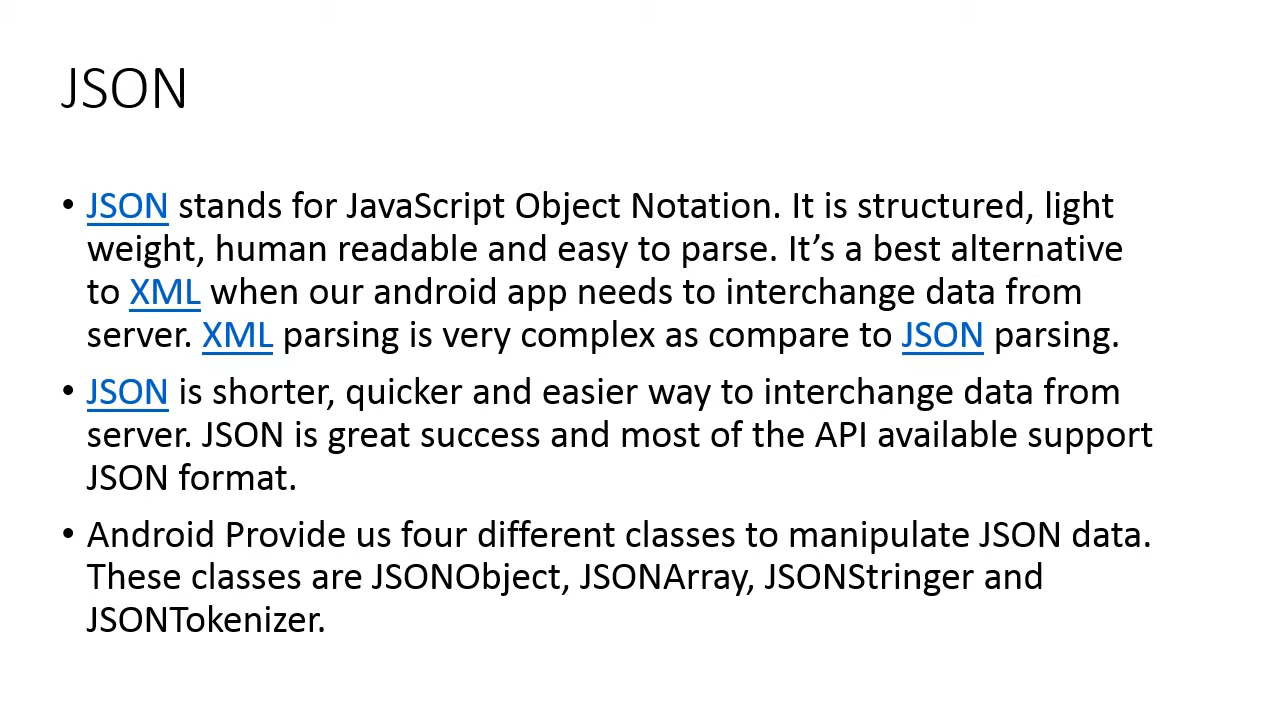 JSON
• JSON stands for JavaScript Object Notation. It is structured, light
weight, human readable and easy to parse. It’s a best alternative
to XML when our android app needs to interchange data from
server. XML parsing is very complex as compare to JSON parsing.
• JSON is shorter, quicker and easier way to interchange data from
server. JSON is great success and most of the API available support
JSON format.
• Android Provide us four different classes to manipulate JSON data.
These classes are JSONObject, JSONArray, JSONStringer and
JSONTokenizer.